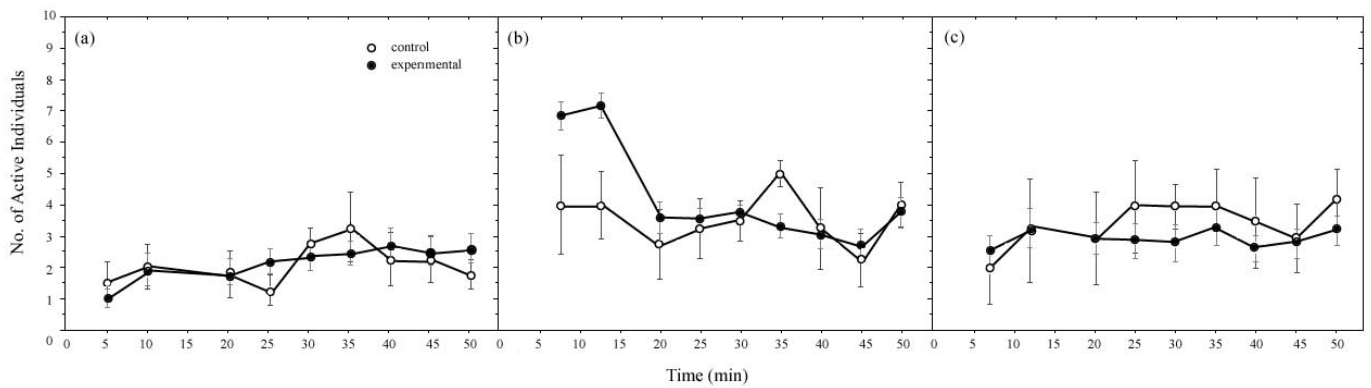 10
9
8
7
6
5
4
3
2
1
0
No. of Active Individuals
(a)
control
experimental
(b)
(c)
0 5 10 15 20 25 30 35 40 45 50
0 5 10 15 20 25 30 35 40 45 50
0 5 10 15 20 25 30 35 40 45 50
Time (min)